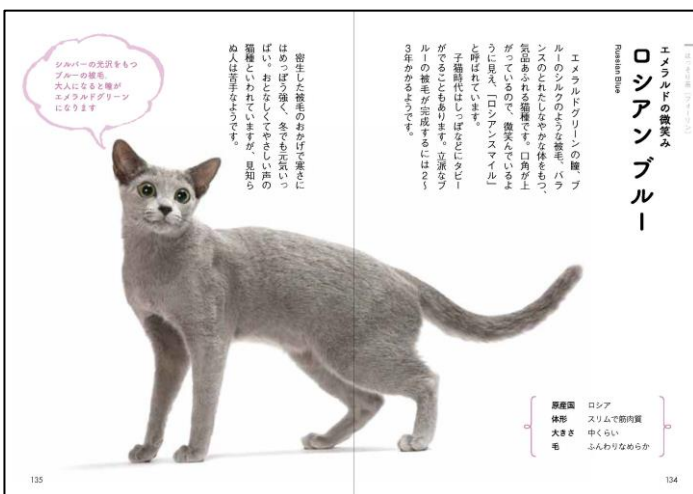 エメラルドの微笑み
ロシアン ブルー
Russian Blue
エメラルドグリーンの瞳、ブ
ルーのシルクのような被毛、バラ
ンスのとれたしなやかな体をもつ、
気品あふれる猫種です。口角が上
がっているので、微笑んでいるよ
うに見え、「ロシアンスマイル」
と呼ばれています。
子猫時代はしっぽなどにタビー
がでることもあります。立派なブ
ルーの被毛が完成するには2〜
3年かかるようです。
密生した被毛のおかげで寒さに
はめっぽう強く、冬でも元気いっ
ぱい。おとなしくてやさしい声の
猫種といわれていますが、見知ら
ぬ人は苦手なようです。
シルバーの光沢をもつ
ブルーの被毛。
大人になると瞳が
エメラルドグリーン
になります
原産国 ロシア
体形 スリムで筋肉質
大きさ 中くらい
毛 ふんわりなめらか
135
134